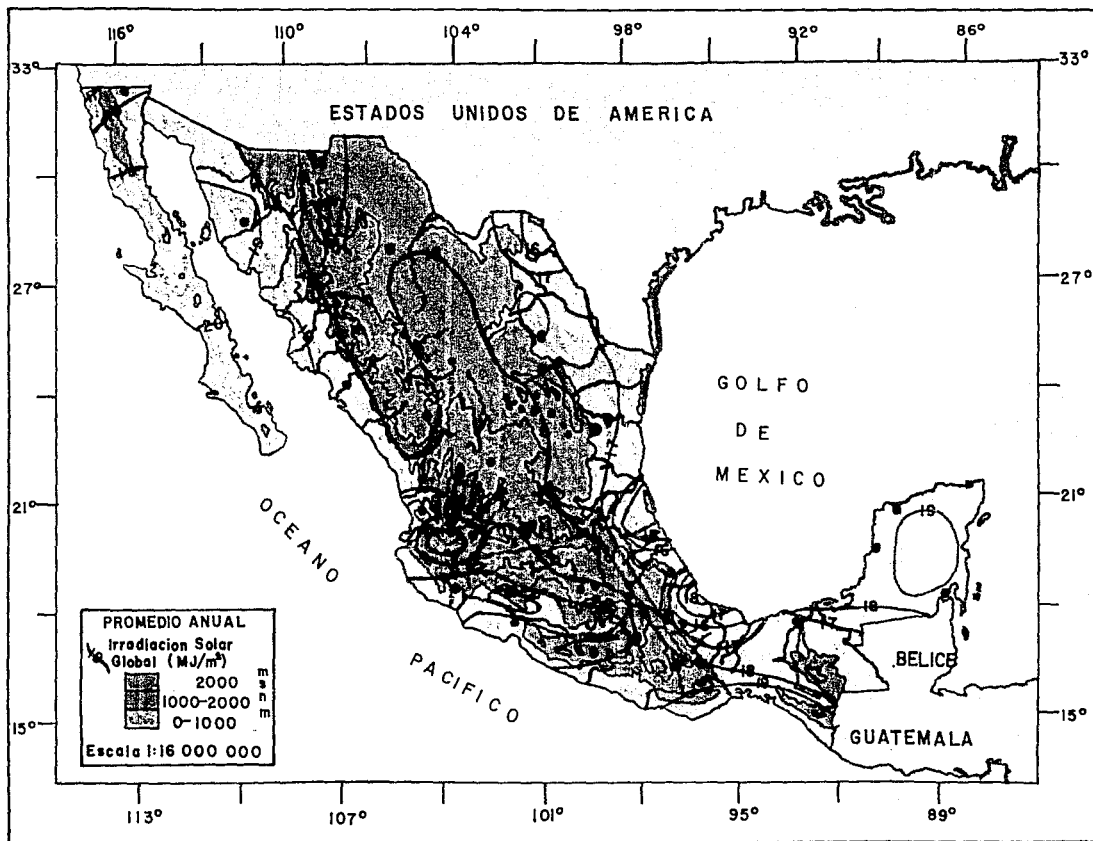 116° 110° 104° 98° 92° 86°
33° 33°
ESTADOS UNIDOS DE AMERICA
27° 27°
20
GOLFO
DE
MEXICO
21° 21°
19
OCEANO
18
PACIFICO
BELICE
18
19
15° 15°
GUATEMALA
PROMEDIO ANUAL
Irradiacion Solar
Global (MJ/m²)
2000
1000-2000
0-1000
msnm
Escala 1:16 000 000
113° 107° 101° 95° 89°